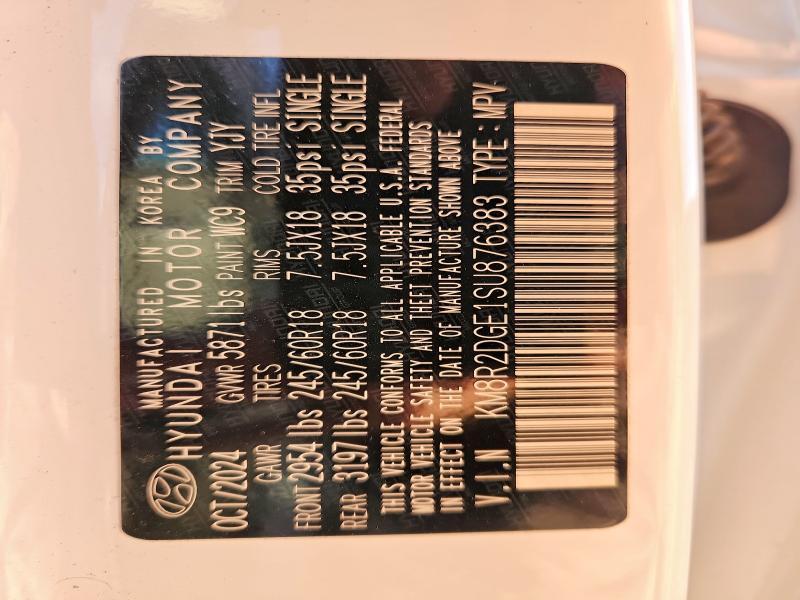 MANUFACTURED IN KOREA BY
HYUNDAI MOTOR COMPANY
OCT/2024 GVWR 5871lbs PAINT WC9 TRIM YJY
GAWR TIRES RIMS COLD TIRE INFL
FRONT 2954 lbs 245/60R18 7.5JX18 35psi SINGLE
REAR 3197 lbs 245/60R18 7.5JX18 35psi SINGLE
THIS VEHICLE CONFORMS TO ALL APPLICABLE U.S.A. FEDERAL
MOTOR VEHICLE SAFETY AND THEFT PREVENTION STANDARDS
IN EFFECT ON THE DATE OF MANUFACTURE SHOWN ABOVE
V.I.N KM8R2DGE1SU876383 TYPE : MPV